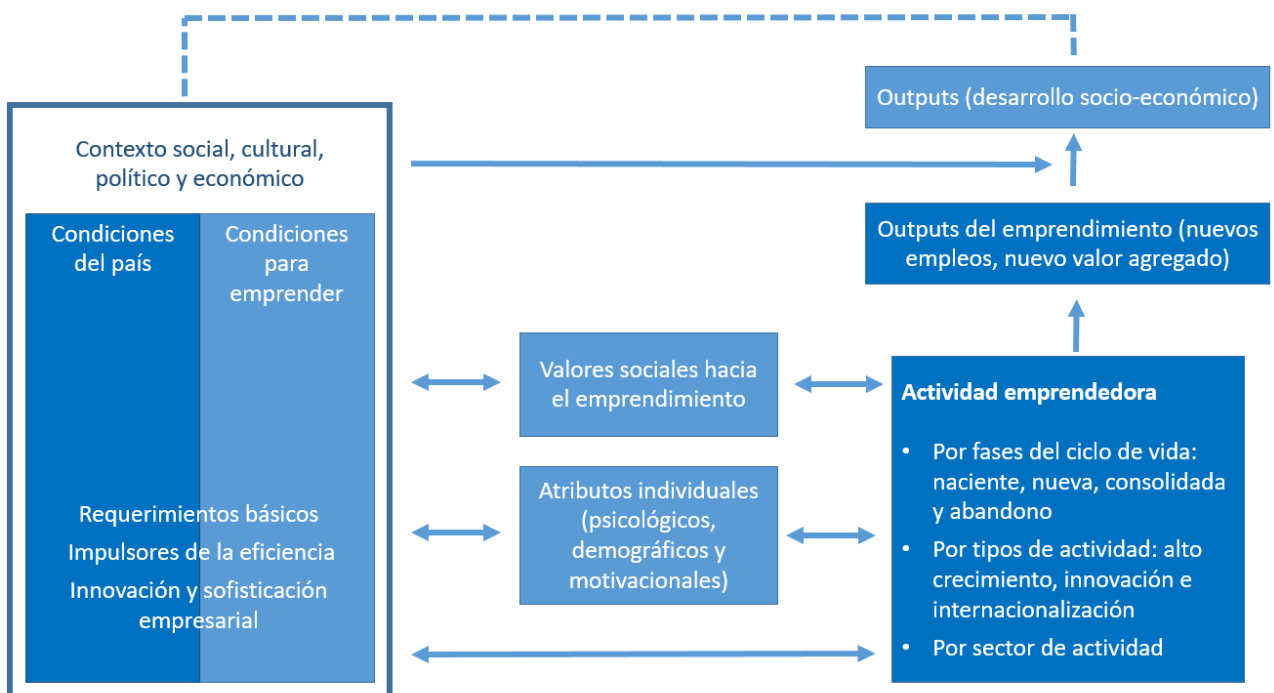 Outputs (desarrollo socio-económico)
Contexto social, cultural,
político y económico
Condiciones
del país
Condiciones
para
emprender
Requerimientos básicos
Impulsores de la eficiencia
Innovación y sofisticación
empresarial
Valores sociales hacia
el emprendimiento
Atributos individuales
(psicológicos,
demográficos y
motivacionales)
Outputs del emprendimiento (nuevos
empleos, nuevo valor agregado)
Actividad emprendedora
• Por fases del ciclo de vida:
naciente, nueva, consolidada
y abandono
• Por tipos de actividad: alto
crecimiento, innovación e
internacionalización
• Por sector de actividad